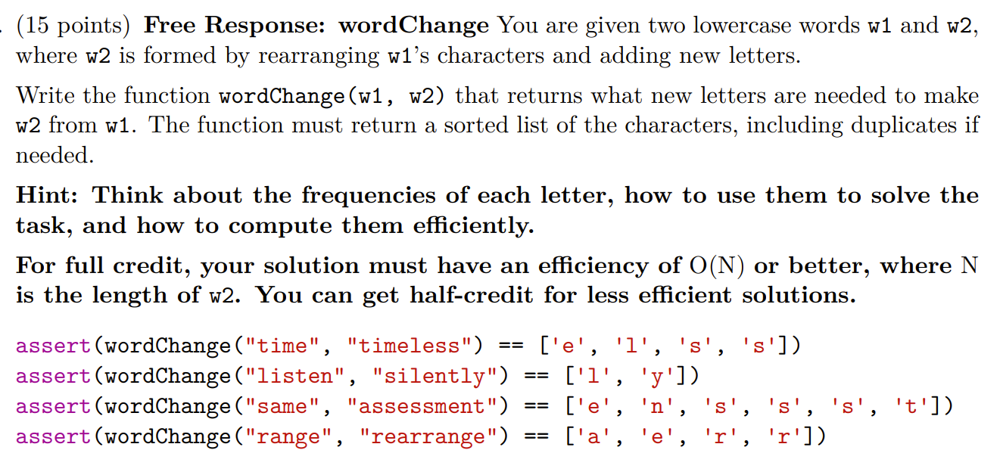 . (15 points) Free Response: wordChange You are given two lowercase words w1 and w2,
where w2 is formed by rearranging w1's characters and adding new letters.
Write the function wordChange(w1, w2) that returns what new letters are needed to make
w2 from w1. The function must return a sorted list of the characters, including duplicates if
needed.
Hint: Think about the frequencies of each letter, how to use them to solve the
task, and how to compute them efficiently.
For full credit, your solution must have an efficiency of O(N) or better, where N
is the length of w2. You can get half-credit for less efficient solutions.
assert(wordChange("time", "timeless") == ['e', 'l', 's', 's'])
assert(wordChange("listen", "silently") == ['l', 'y'])
assert(wordChange("same", "assessment") == ['e', 'n', 's', 's', 's', 't'])
assert(wordChange("range", "rearrange") == ['a', 'e', 'r', 'r'])